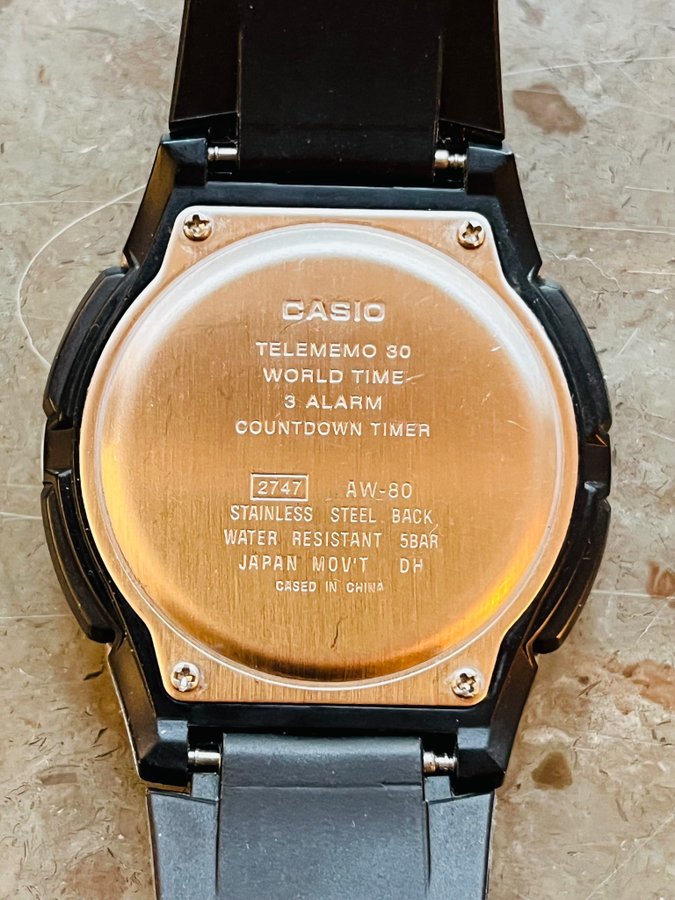 CASIO
TELEMEMO 30
WORLD TIME
3 ALARM
COUNTDOWN TIMER
2747 AW-80
STAINLESS STEEL BACK
WATER RESISTANT 5BAR
JAPAN MOV'T DH
CASED IN CHINA